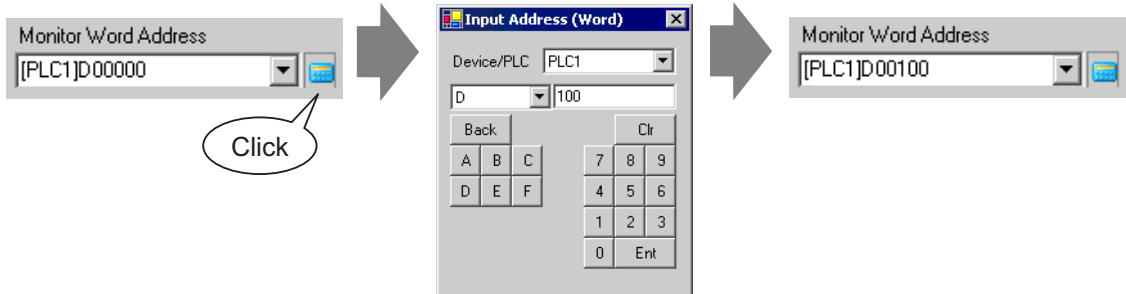 Monitor Word Address
[PLC1]D00000
Click
Input Address (Word)
Device/PLC PLC1
D 100
Back Clr
A B C 7 8 9
D E F 4 5 6
1 2 3
0 Ent
Monitor Word Address
[PLC1]D00100